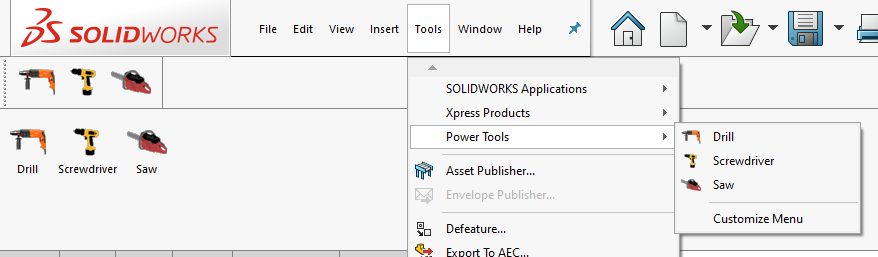 SOLIDWORKS
File Edit View Insert Tools Window Help
SOLIDWORKS Applications
Xpress Products
Power Tools
Drill
Screwdriver
Saw
Customize Menu
Asset Publisher...
Envelope Publisher...
Defeature...
Export To AEC...
Drill Screwdriver Saw